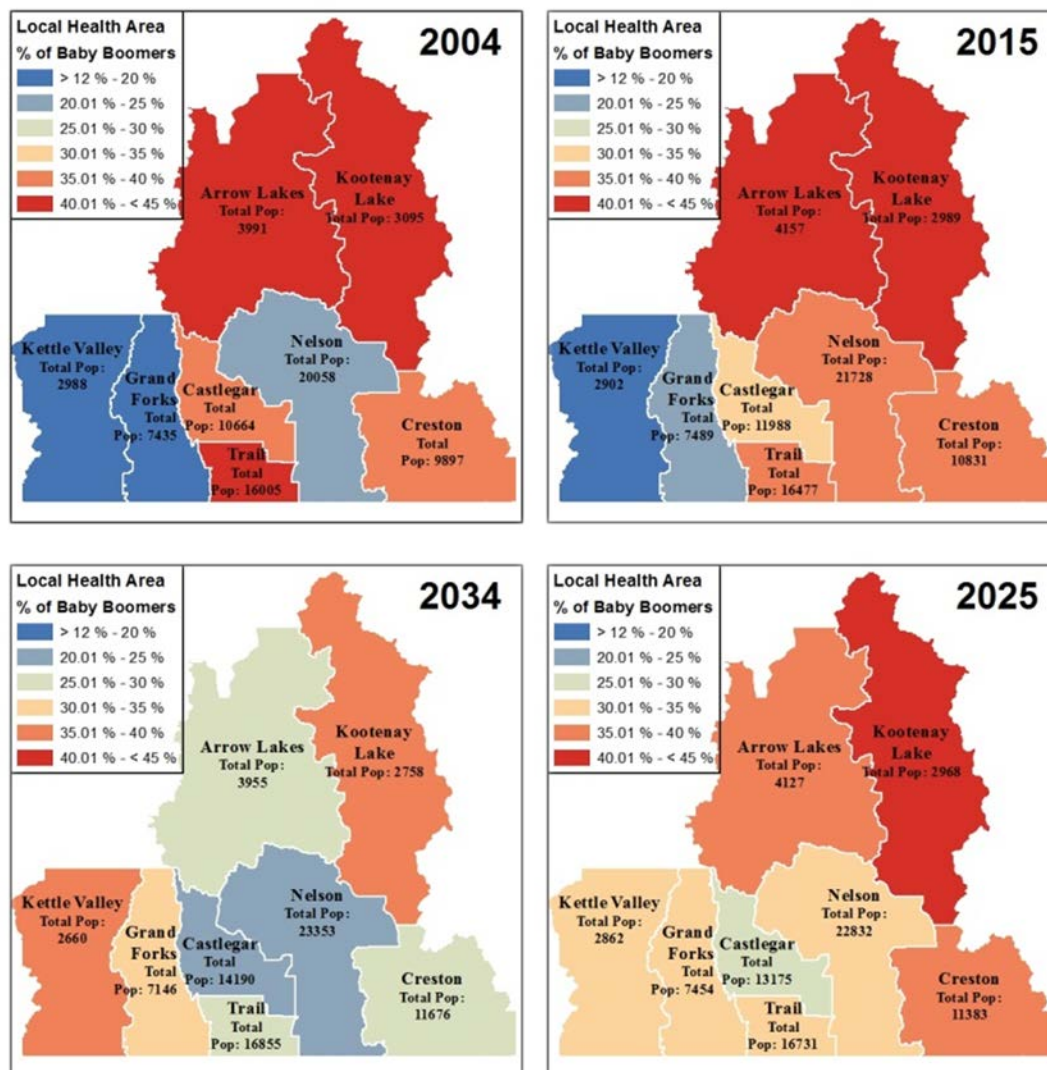 Local Health Area
% of Baby Boomers
> 12 % - 20 %
20.01 % - 25 %
25.01 % - 30 %
30.01 % - 35 %
35.01 % - 40 %
40.01 % - < 45 %
2004
Arrow Lakes
Total Pop:
3991
Kootenay
Lake
Total Pop: 3095
Kettle Valley
Total Pop:
2988
Grand
Forks
Total
Pop: 7435
Castlegar
Total
Pop: 10664
Nelson
Total Pop:
20058
Trail
Total
Pop: 16005
Creston
Total
Pop: 9897
Local Health Area
% of Baby Boomers
> 12 % - 20 %
20.01 % - 25 %
25.01 % - 30 %
30.01 % - 35 %
35.01 % - 40 %
40.01 % - < 45 %
2015
Arrow Lakes
Total Pop:
4157
Kootenay
Lake
Total Pop: 2989
Kettle Valley
Total Pop:
2902
Grand
Forks
Total
Pop: 7489
Castlegar
Total
Pop: 11988
Nelson
Total Pop:
21728
Trail
Total
Pop: 16477
Creston
Total Pop:
10831
Local Health Area
% of Baby Boomers
> 12 % - 20 %
20.01 % - 25 %
25.01 % - 30 %
30.01 % - 35 %
35.01 % - 40 %
40.01 % - < 45 %
2034
Arrow Lakes
Total Pop:
3955
Kootenay
Lake
Total Pop: 2758
Kettle Valley
Total Pop:
2660
Grand
Forks
Total
Pop: 7146
Castlegar
Total
Pop: 14190
Nelson
Total Pop:
23353
Trail
Total
Pop: 16855
Creston
Total Pop:
11676
Local Health Area
% of Baby Boomers
> 12 % - 20 %
20.01 % - 25 %
25.01 % - 30 %
30.01 % - 35 %
35.01 % - 40 %
40.01 % - < 45 %
2025
Arrow Lakes
Total Pop:
4127
Kootenay
Lake
Total Pop: 2968
Kettle Valley
Total Pop:
2862
Grand
Forks
Total
Pop: 7454
Castlegar
Total
Pop: 13175
Nelson
Total Pop:
22832
Trail
Total
Pop: 16731
Creston
Total Pop:
11383